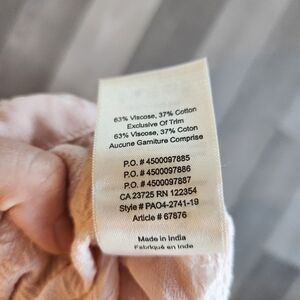 63% Viscose, 37% Cotton
Exclusive Of Trim
63% Viscose, 37% Coton
Aucune Garniture Comprise
P.O. # 4500097885
P.O. # 4500097886
P.O. # 4500097887
CA 23725 RN 122354
Style # PAO4-2741-19
Article # 67876
Made in India
Fabriqué en Inde